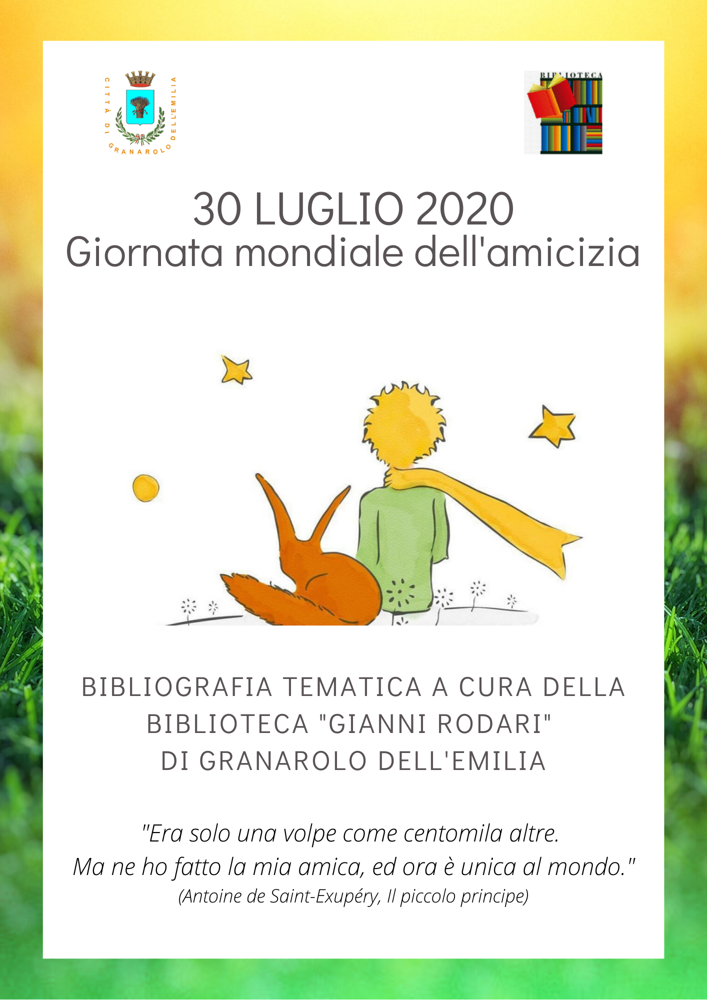 CITTÀ DI GRANAROLO DELL'EMILIA
BIBLIOTECA
30 LUGLIO 2020
Giornata mondiale dell'amicizia
BIBLIOGRAFIA TEMATICA A CURA DELLA
BIBLIOTECA "GIANNI RODARI"
DI GRANAROLO DELL'EMILIA
"Era solo una volpe come centomila altre.
Ma ne ho fatto la mia amica, ed ora è unica al mondo."
(Antoine de Saint-Exupéry, Il piccolo principe)